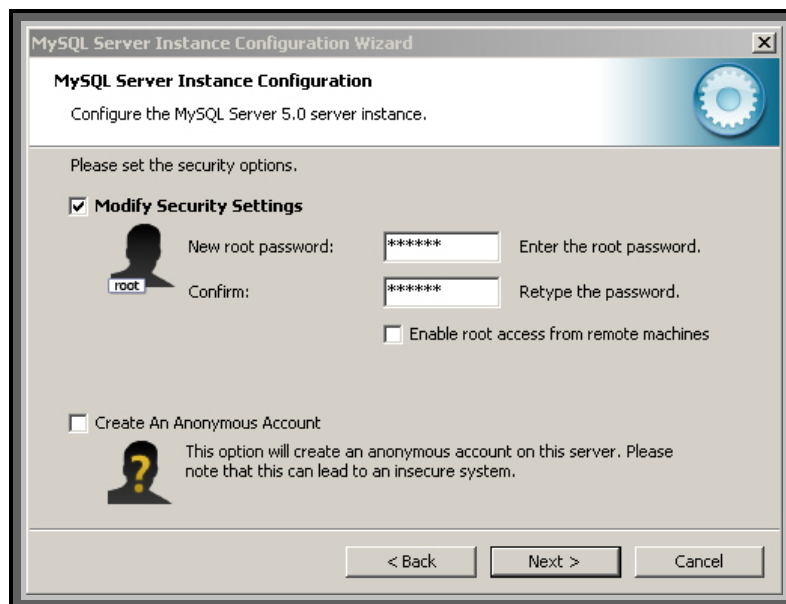 MySQL Server Instance Configuration Wizard
MySQL Server Instance Configuration
Configure the MySQL Server 5.0 server instance.
Please set the security options.
Modify Security Settings
New root password: ****** Enter the root password.
root
Confirm: ****** Retype the password.
Enable root access from remote machines
Create An Anonymous Account
This option will create an anonymous account on this server. Please
note that this can lead to an insecure system.
< Back Next > Cancel